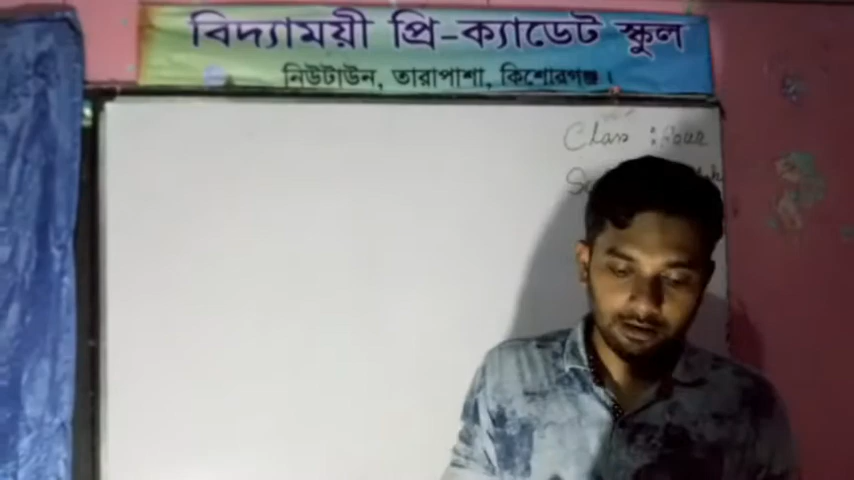 বিদ্যাময়ী প্রি-ক্যাডেট স্কুল
নিউটাউন, তারাপাশা, কিশোরগঞ্জ।
Class : Four